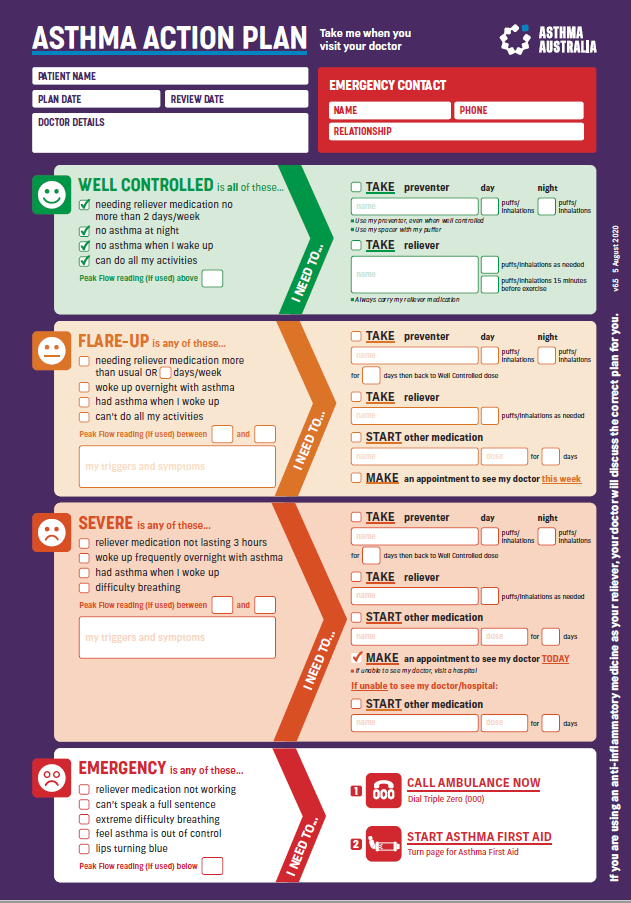 ASTHMA ACTION PLAN
Take me when you
visit your doctor
ASTHMA
AUSTRALIA
PATIENT NAME
PLAN DATE
REVIEW DATE
DOCTOR DETAILS
EMERGENCY CONTACT
NAME
PHONE
RELATIONSHIP
WELL CONTROLLED is all of these...
needing reliever medication no
more than 2 days/week
no asthma at night
no asthma when I wake up
can do all my activities
Peak Flow reading (if used) above
I NEED TO...
TAKE preventer day night
name
puffs/
inhalations
puffs/
inhalations
Use my preventer, even when well controlled
Use my spacer with my puffer
TAKE reliever
name
puffs/inhalations as needed
puffs/inhalations 15 minutes
before exercise
Always carry my reliever medication
FLARE-UP is any of these...
needing reliever medication more
than usual OR days/week
woke up overnight with asthma
had asthma when I woke up
can't do all my activities
Peak Flow reading (if used) between and
my triggers and symptoms
I NEED TO...
TAKE preventer day night
name
puffs/
inhalations
puffs/
inhalations
for days then back to Well Controlled dose
TAKE reliever
name
puffs/inhalations as needed
START other medication
name dose for days
MAKE an appointment to see my doctor this week
SEVERE is any of these...
reliever medication not lasting 3 hours
woke up frequently overnight with asthma
had asthma when I woke up
difficulty breathing
Peak Flow reading (if used) between and
my triggers and symptoms
I NEED TO...
TAKE preventer day night
name
puffs/
inhalations
puffs/
inhalations
for days then back to Well Controlled dose
TAKE reliever
name
puffs/inhalations as needed
START other medication
name dose for days
MAKE an appointment to see my doctor TODAY
If unable to see my doctor, visit a hospital
If unable to see my doctor/hospital:
START other medication
name dose for days
EMERGENCY is any of these...
reliever medication not working
can't speak a full sentence
extreme difficulty breathing
feel asthma is out of control
lips turning blue
Peak Flow reading (if used) below
I NEED TO...
1
000
CALL AMBULANCE NOW
Dial Triple Zero (000)
2
START ASTHMA FIRST AID
Turn page for Asthma First Aid
If you are using an anti-inflammatory medicine as your reliever, your doctor will discuss the correct plan for you.
v6.5 5 August 2020